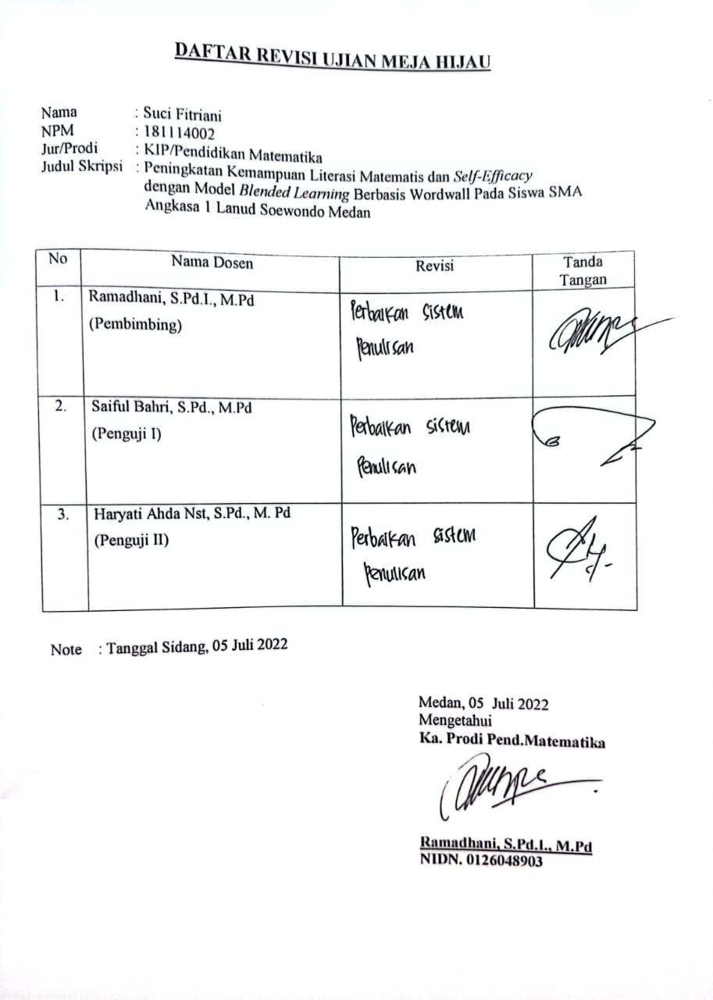 DAFTAR REVISI UJIAN MEJA HIJAU
Nama : Suci Fitriani
NPM : 181114002
Jur/Prodi : KIP/Pendidikan Matematika
Judul Skripsi : Peningkatan Kemampuan Literasi Matematis dan Self-Efficacy
dengan Model Blended Learning Berbasis Wordwall Pada Siswa SMA
Angkasa 1 Lanud Soewondo Medan
No Nama Dosen Revisi Tanda
Tangan
1. Ramadhani, S.Pd.I., M.Pd Perbaikan sistem
(Pembimbing) Penulisan
2. Saiful Bahri, S.Pd., M.Pd Perbaikan sistem
(Penguji I) Penulisan
3. Haryati Ahda Nst, S.Pd., M. Pd Perbaikan sistem
(Penguji II) Penulisan
Note : Tanggal Sidang, 05 Juli 2022
Medan, 05 Juli 2022
Mengetahui
Ka. Prodi Pend.Matematika
Ramadhani, S.Pd.I., M.Pd
NIDN. 0126048903